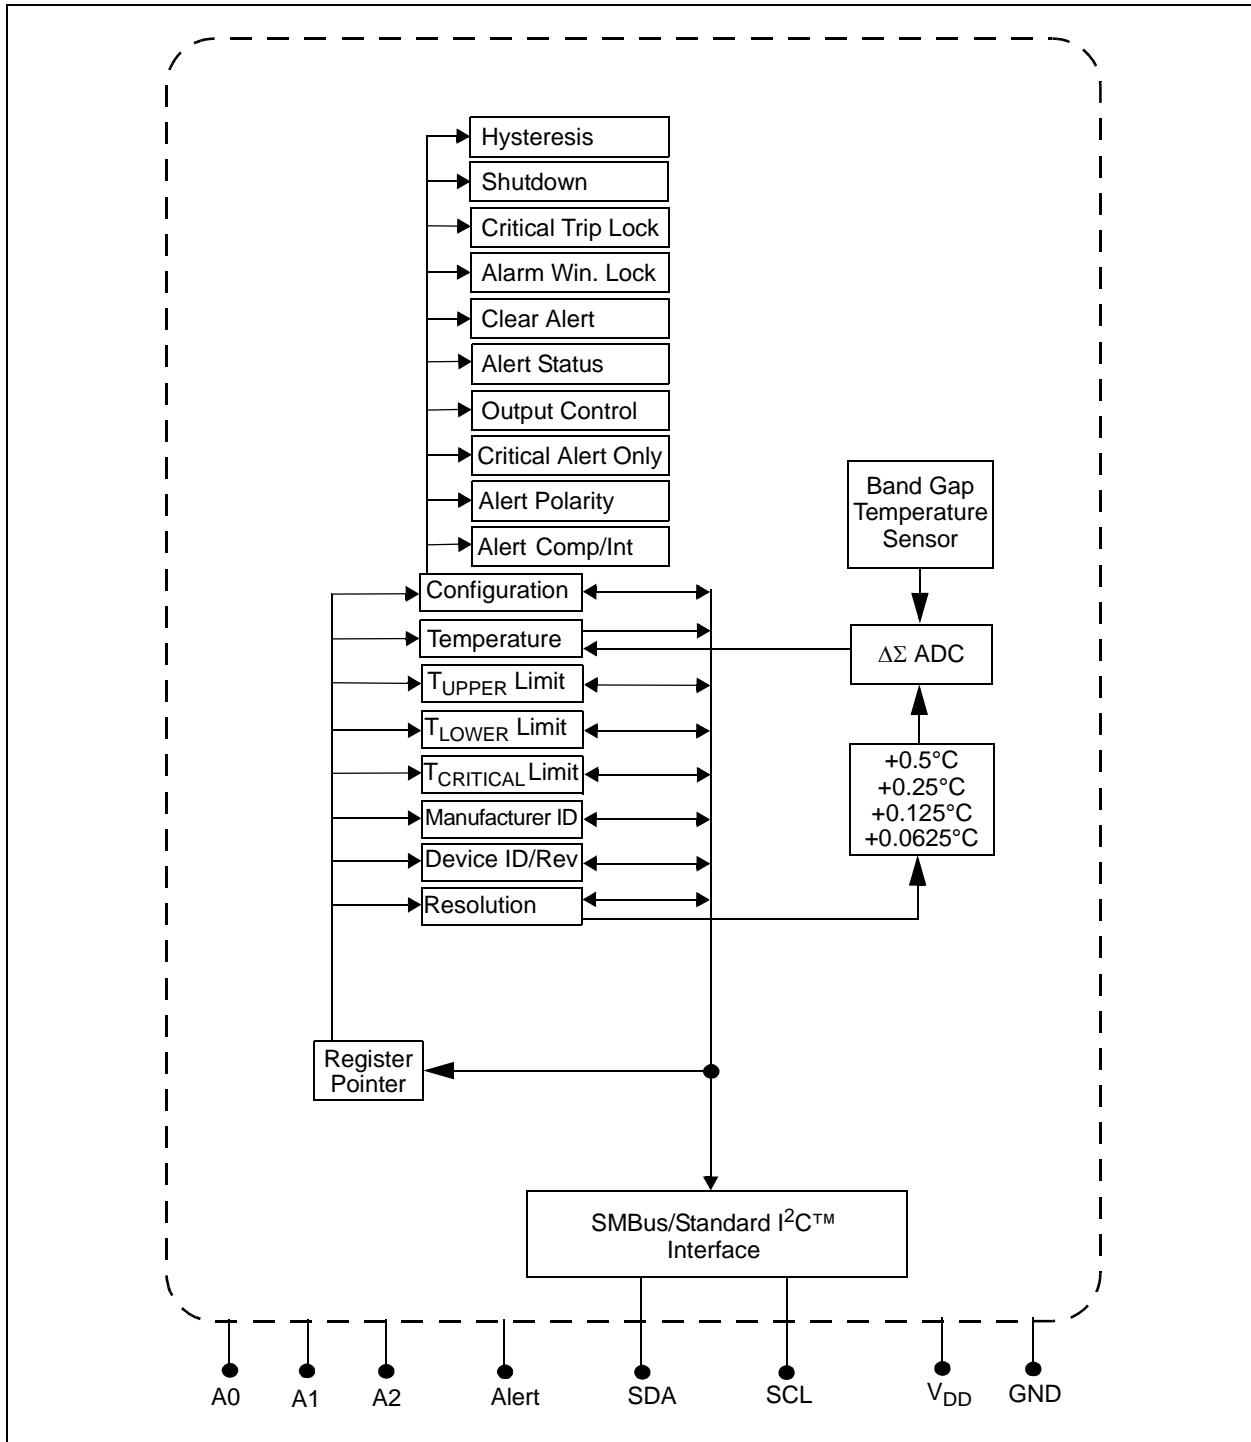 Hysteresis
Shutdown
Critical Trip Lock
Alarm Win. Lock
Clear Alert
Alert Status
Output Control
Critical Alert Only
Alert Polarity
Alert Comp/Int
Configuration
Temperature
TUPPER Limit
TLOWER Limit
TCRITICAL Limit
Manufacturer ID
Device ID/Rev
Resolution
Register
Pointer
Band Gap
Temperature
Sensor
ΔΣ ADC
+0.5°C
+0.25°C
+0.125°C
+0.0625°C
SMBus/Standard I²C™
Interface
A0
A1
A2
Alert
SDA
SCL
VDD
GND